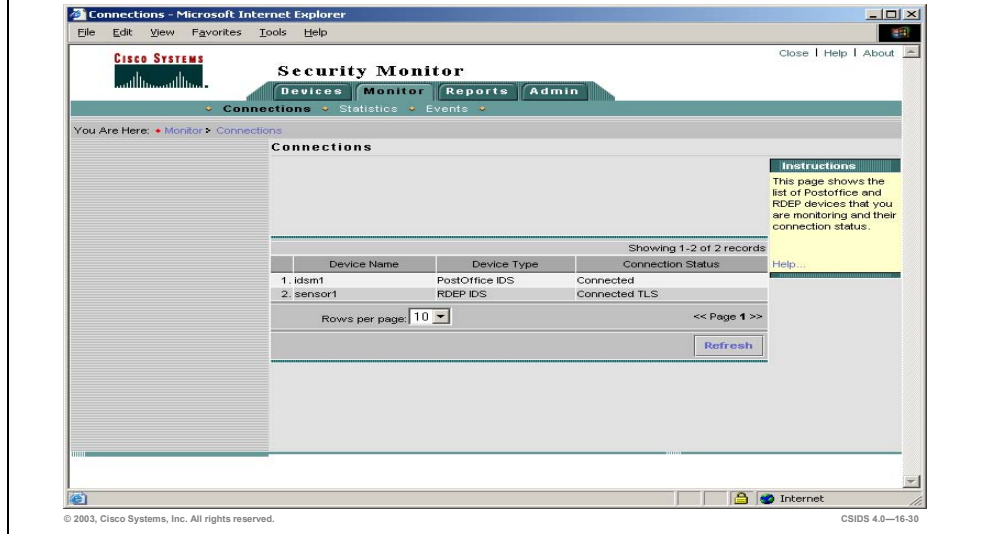 Connections - Microsoft Internet Explorer
File Edit View Favorites Tools Help
Close | Help | About
CISCO SYSTEMS
Security Monitor
Devices Monitor Reports Admin
Connections Statistics Events
You Are Here: Monitor > Connections
Connections
Instructions
This page shows the
list of Postoffice and
RDEP devices that you
are monitoring and their
connection status.
Help...
Showing 1-2 of 2 records
Device Name Device Type Connection Status
1. idsm1 PostOffice IDS Connected
2. sensor1 RDEP IDS Connected TLS
Rows per page: 10 << Page 1 >>
Refresh
Internet
© 2003, Cisco Systems, Inc. All rights reserved. CSIDS 4.0—16-30